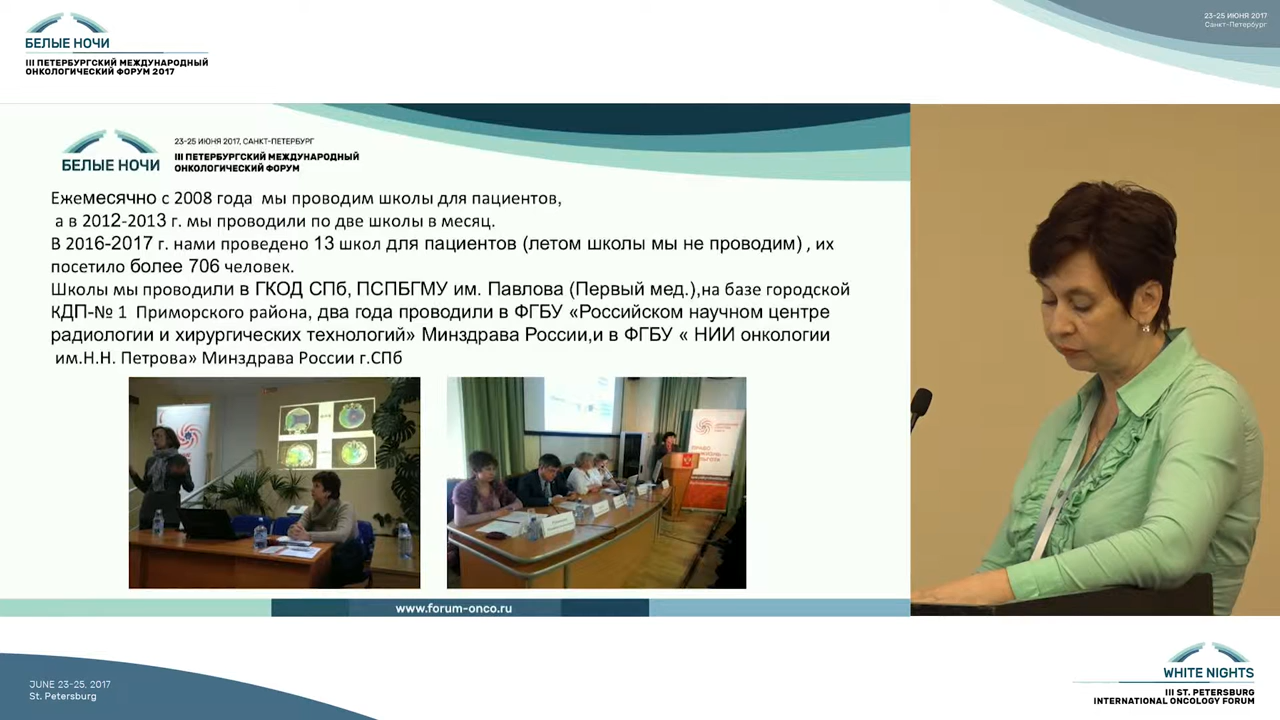 БЕЛЫЕ НОЧИ
III ПЕТЕРБУРГСКИЙ МЕЖДУНАРОДНЫЙ
ОНКОЛОГИЧЕСКИЙ ФОРУМ 2017
23-25 ИЮНЯ 2017
Санкт-Петербург
БЕЛЫЕ НОЧИ
23-25 ИЮНЯ 2017, САНКТ-ПЕТЕРБУРГ
III ПЕТЕРБУРГСКИЙ МЕЖДУНАРОДНЫЙ
ОНКОЛОГИЧЕСКИЙ ФОРУМ
Ежемесячно с 2008 года мы проводим школы для пациентов,
а в 2012-2013 г. мы проводили по две школы в месяц.
В 2016-2017 г. нами проведено 13 школ для пациентов (летом школы мы не проводим) , их
посетило более 706 человек.
Школы мы проводили в ГКОД СПб, ПСПБГМУ им. Павлова (Первый мед.),на базе городской
КДП-№ 1 Приморского района, два года проводили в ФГБУ «Российском научном центре
радиологии и хирургических технологий» Минздрава России,и в ФГБУ « НИИ онкологии
им.Н.Н. Петрова» Минздрава России г.СПб
www.forum-onco.ru
JUNE 23-25, 2017
St. Petersburg
WHITE NIGHTS
III ST. PETERSBURG
INTERNATIONAL ONCOLOGY FORUM